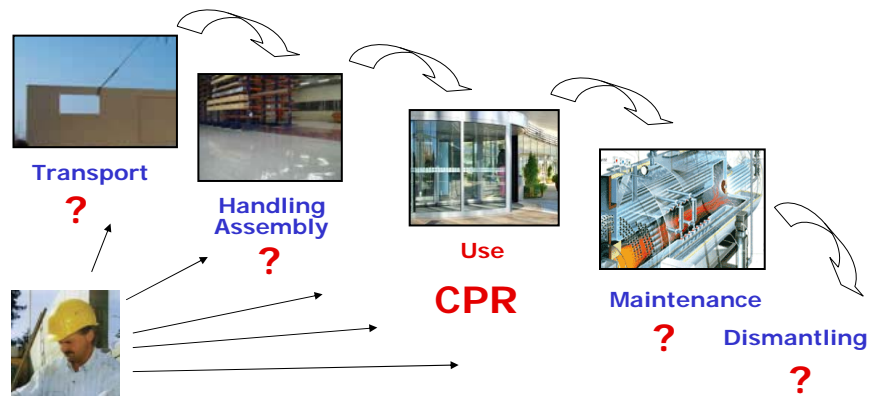 Transport
?
Handling
Assembly
?
Use
CPR
Maintenance
?
Dismantling
?